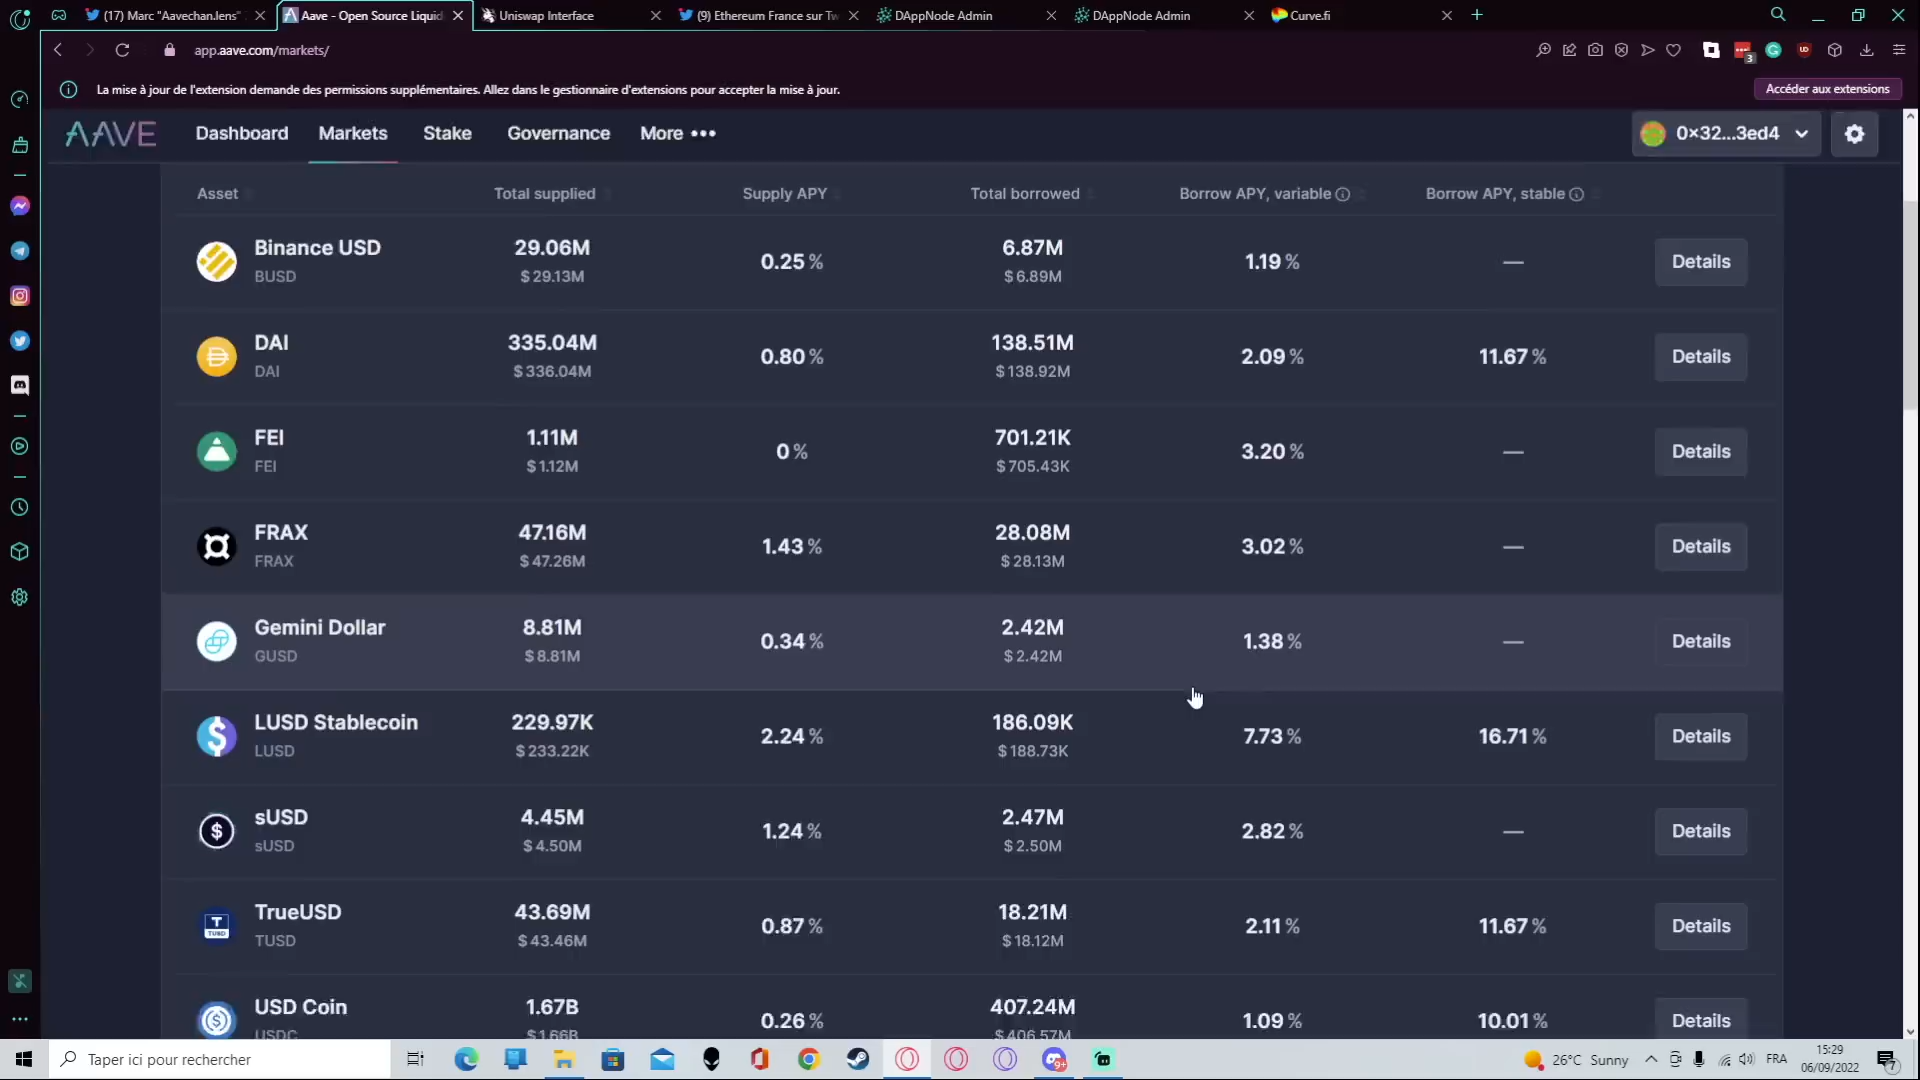 (17) Marc "Aavechan.lens"
Aave - Open Source Liquid
Uniswap Interface
(9) Ethereum France sur Tw
DAppNode Admin
DAppNode Admin
Curve.fi
app.aave.com/markets/
3
La mise à jour de l'extension demande des permissions supplémentaires. Allez dans le gestionnaire d'extensions pour accepter la mise à jour.
Accéder aux extensions
AAVE
Dashboard
Markets
Stake
Governance
More •••
0×32...3ed4
Asset
Total supplied
Supply APY
Total borrowed
Borrow APY, variable
Borrow APY, stable
Binance USD
BUSD
29.06M
$ 29.13M
0.25 %
6.87M
$ 6.89M
1.19 %
—
Details
DAI
DAI
335.04M
$ 336.04M
0.80 %
138.51M
$ 138.92M
2.09 %
11.67 %
Details
FEI
FEI
1.11M
$ 1.12M
0 %
701.21K
$ 705.43K
3.20 %
—
Details
FRAX
FRAX
47.16M
$ 47.26M
1.43 %
28.08M
$ 28.13M
3.02 %
—
Details
Gemini Dollar
GUSD
8.81M
$ 8.81M
0.34 %
2.42M
$ 2.42M
1.38 %
—
Details
LUSD Stablecoin
LUSD
229.97K
$ 233.22K
2.24 %
186.09K
$ 188.73K
7.73 %
16.71 %
Details
sUSD
sUSD
4.45M
$ 4.50M
1.24 %
2.47M
$ 2.50M
2.82 %
—
Details
TrueUSD
TUSD
43.69M
$ 43.46M
0.87 %
18.21M
$ 18.12M
2.11 %
11.67 %
Details
USD Coin
USDC
1.67B
$ 1.66B
0.26 %
407.24M
$ 406.57M
1.09 %
10.01 %
Details
Taper ici pour rechercher
26°C Sunny
FRA
15:29
06/09/2022
7